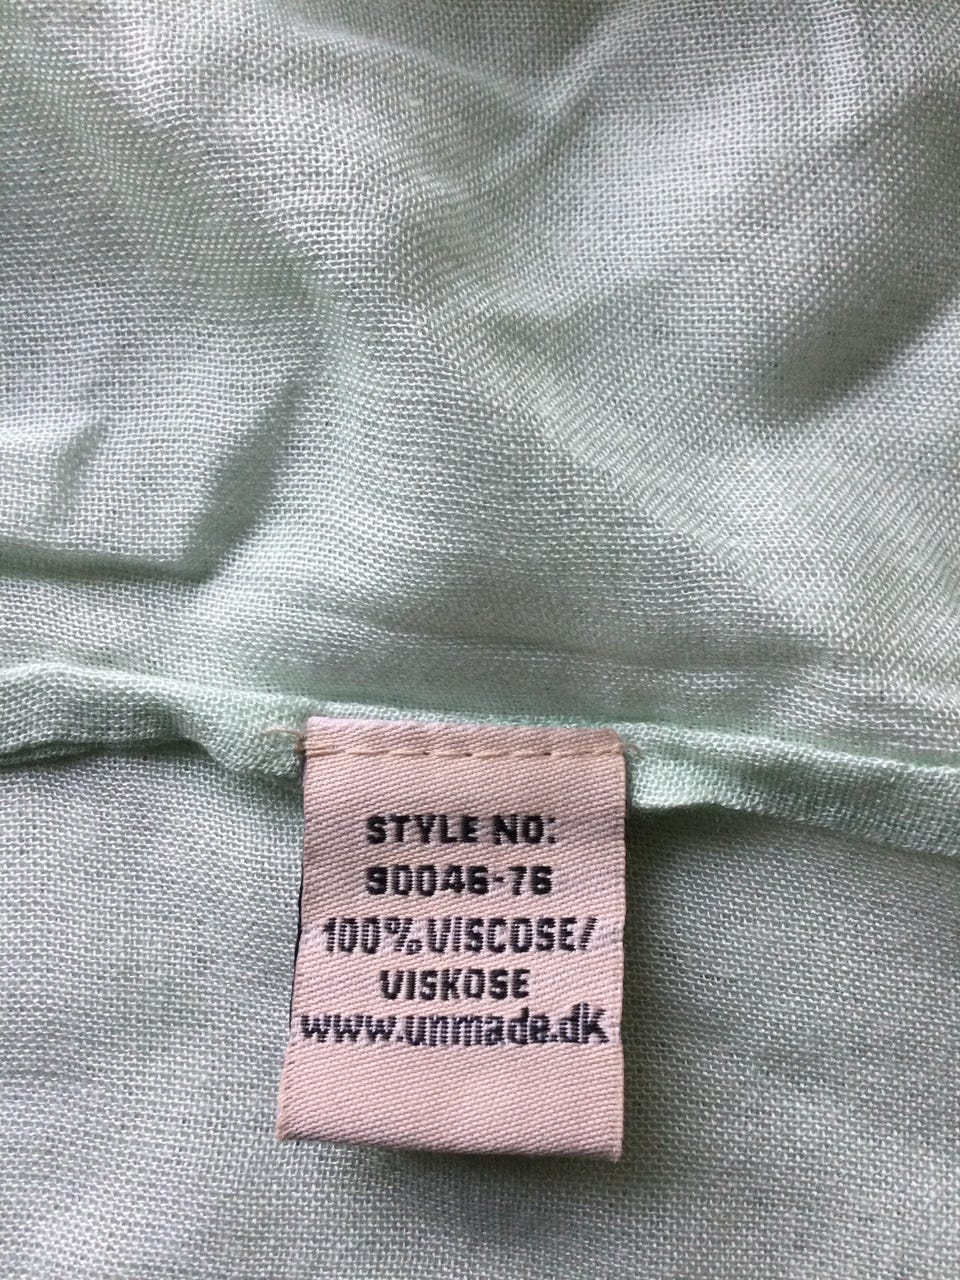 STYLE NO:
90046-76
100% VISCOSE/
VISKOSE
www.unmade.dk